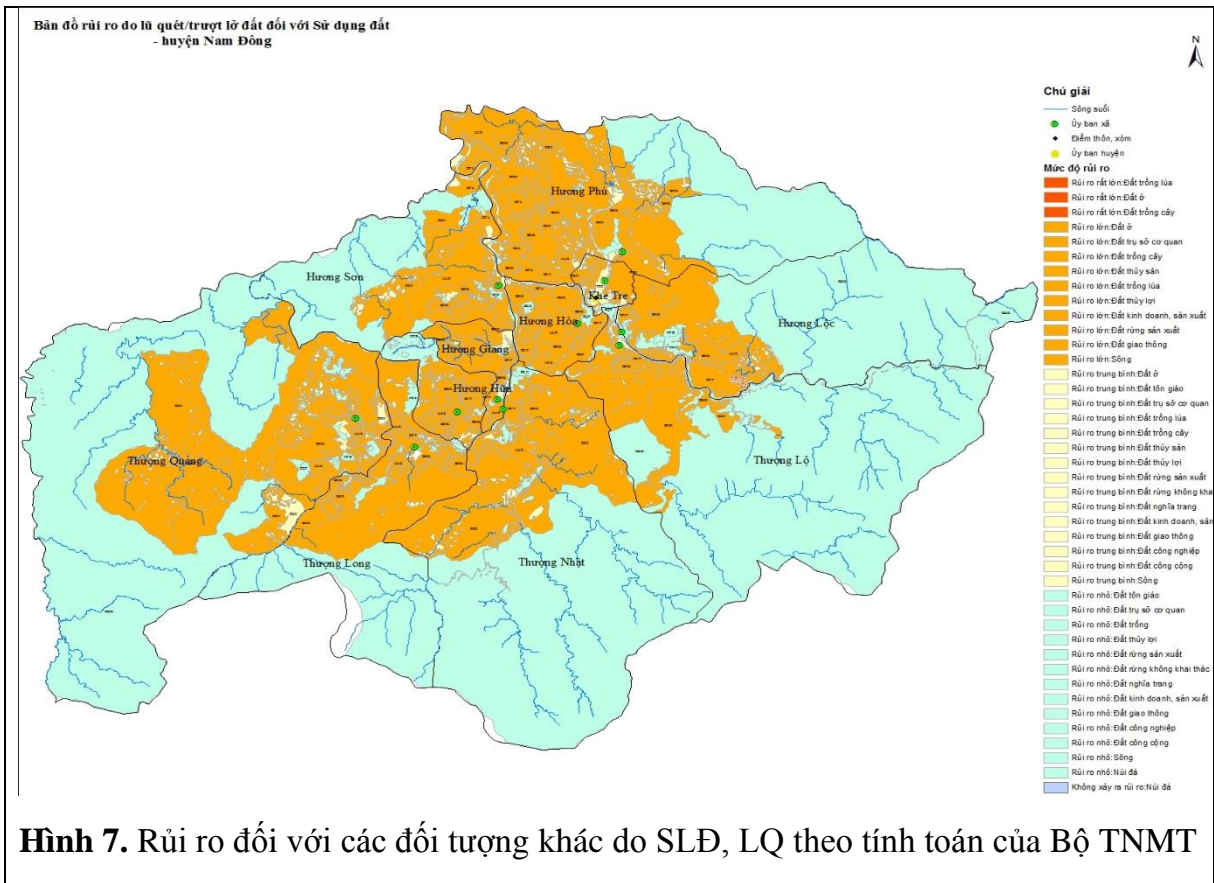 Bản đồ rủi ro do lũ quét/trượt lở đất đối với Sử dụng đất
- huyện Nam Đông
N
Chú giải
Sông suối
Ủy ban xã
Điểm thôn, xóm
Ủy ban huyện
Mức độ rủi ro
Rủi ro rất lớn:Đất trồng lúa
Rủi ro rất lớn:Đất ở
Rủi ro rất lớn:Đất trồng cây
Rủi ro lớn:Đất ở
Rủi ro lớn:Đất trụ sở cơ quan
Rủi ro lớn:Đất trồng cây
Rủi ro lớn:Đất thủy sản
Rủi ro lớn:Đất trồng lúa
Rủi ro lớn:Đất thủy lợi
Rủi ro lớn:Đất kinh doanh, sản xuất
Rủi ro lớn:Đất rừng sản xuất
Rủi ro lớn:Đất giao thông
Rủi ro lớn:Sông
Rủi ro trung bình:Đất ở
Rủi ro trung bình:Đất tôn giáo
Rủi ro trung bình:Đất trụ sở cơ quan
Rủi ro trung bình:Đất trồng lúa
Rủi ro trung bình:Đất trồng cây
Rủi ro trung bình:Đất thủy sản
Rủi ro trung bình:Đất thủy lợi
Rủi ro trung bình:Đất rừng sản xuất
Rủi ro trung bình:Đất rừng không kha
Rủi ro trung bình:Đất nghĩa trang
Rủi ro trung bình:Đất kinh doanh, sản
Rủi ro trung bình:Đất giao thông
Rủi ro trung bình:Đất công nghiệp
Rủi ro trung bình:Đất công cộng
Rủi ro trung bình:Sông
Rủi ro nhỏ:Đất tôn giáo
Rủi ro nhỏ:Đất trụ sở cơ quan
Rủi ro nhỏ:Đất trống
Rủi ro nhỏ:Đất thủy lợi
Rủi ro nhỏ:Đất rừng sản xuất
Rủi ro nhỏ:Đất rừng không khai thác
Rủi ro nhỏ:Đất nghĩa trang
Rủi ro nhỏ:Đất kinh doanh, sản xuất
Rủi ro nhỏ:Đất giao thông
Rủi ro nhỏ:Đất công nghiệp
Rủi ro nhỏ:Đất công cộng
Rủi ro nhỏ:Sông
Rủi ro nhỏ:Núi đá
Không xảy ra rủi ro:Núi đá
Hương Phú
Hương Sơn
Khe Tre
Hương Hòa
Hương Lộc
Hương Giang
Hương Hữu
Thượng Quảng
Thượng Lộ
Thượng Long
Thượng Nhật
Hình 7. Rủi ro đối với các đối tượng khác do SLĐ, LQ theo tính toán của Bộ TNMT